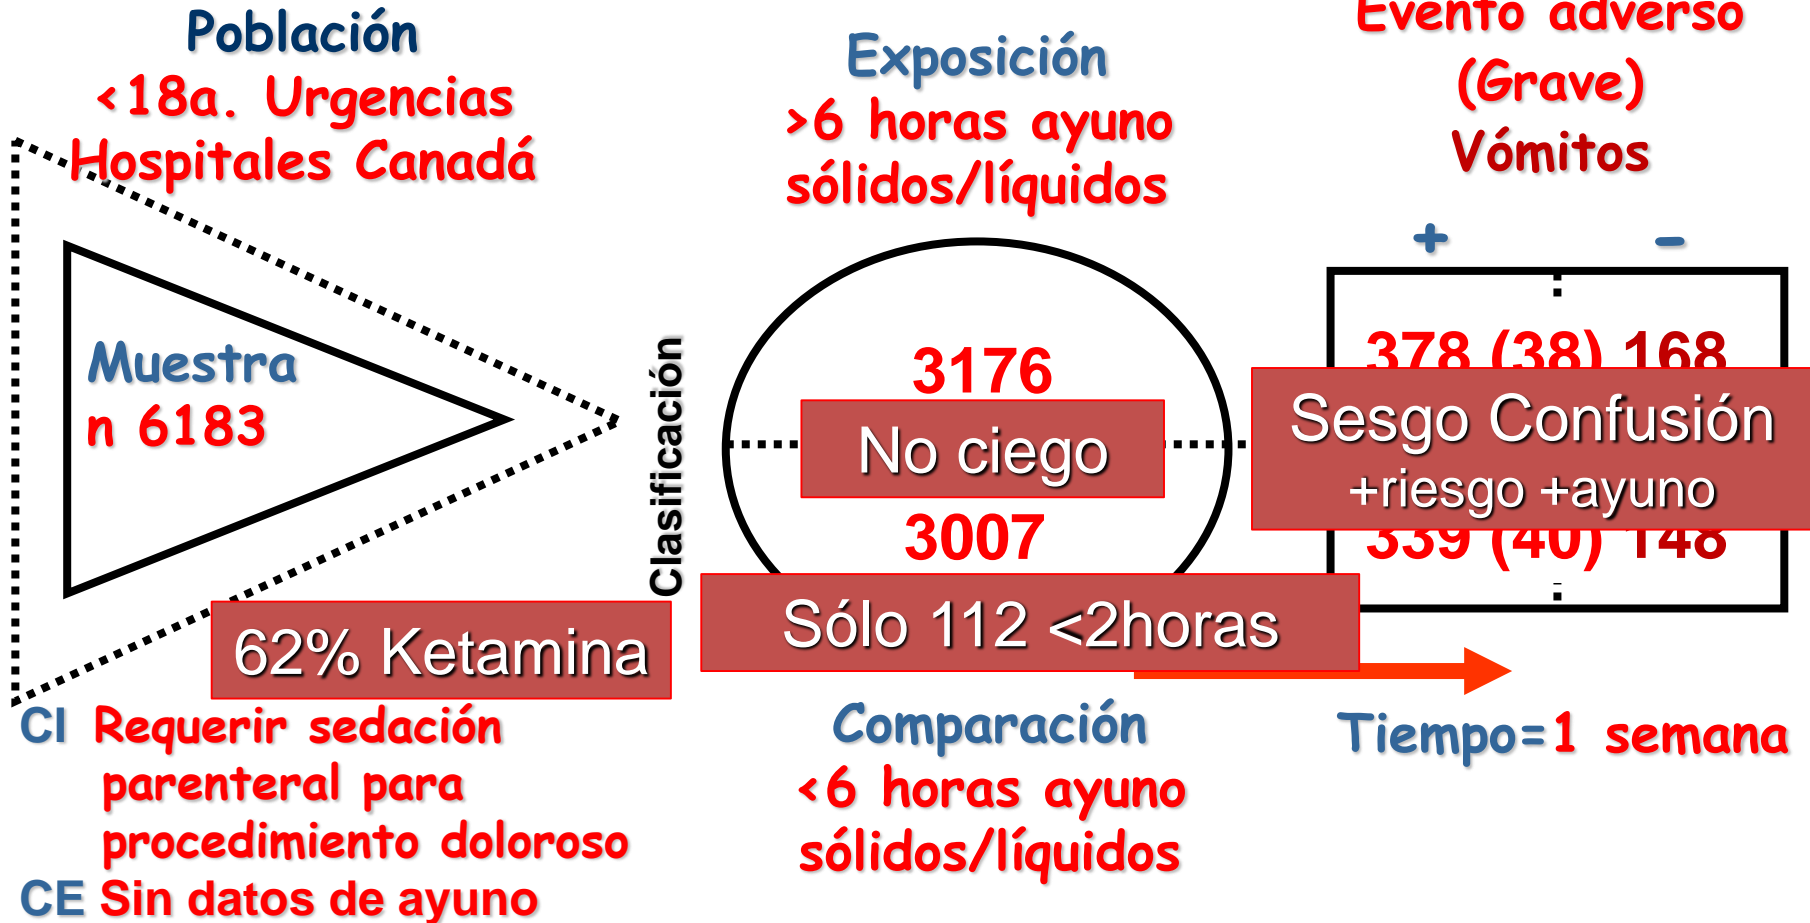 Población
<18a. Urgencias
Hospitales Canadá
Muestra
n 6183
62% Ketamina
CI Requerir sedación
parenteral para
procedimiento doloroso
CE Sin datos de ayuno
Clasificación
Exposición
>6 horas ayuno
sólidos/líquidos
3176
No ciego
3007
Sólo 112 <2horas
Comparación
<6 horas ayuno
sólidos/líquidos
Evento adverso
(Grave)
Vómitos
+ -
378 (38) 168
Sesgo Confusión
+riesgo +ayuno
339 (40) 148
Tiempo=1 semana